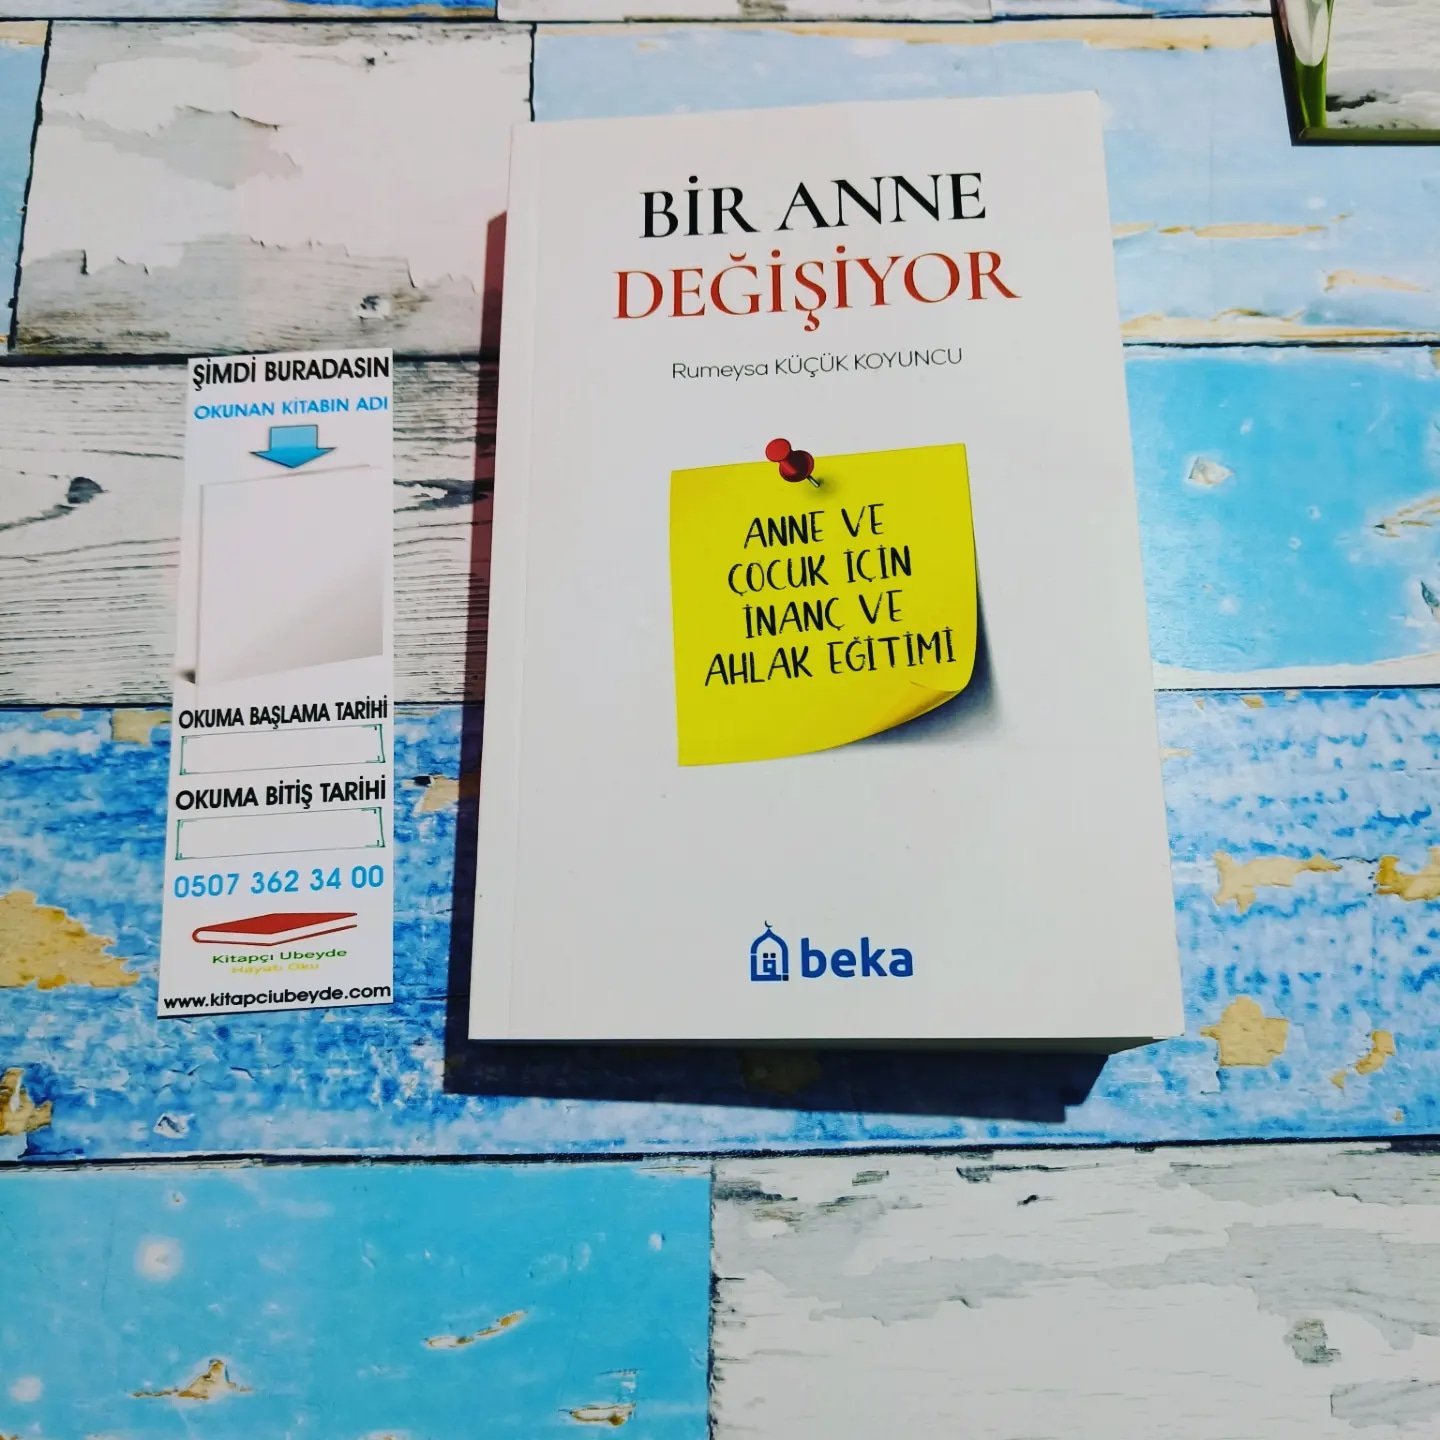 ŞİMDİ BURADASIN
OKUNAN KİTABIN ADI
OKUMA BAŞLAMA TARİHİ
OKUMA BİTİŞ TARİHİ
0507 362 34 00
Kitapçı Ubeyde
Hayatı Oku
www.kitapciubeyde.com
BİR ANNE
DEĞİŞİYOR
Rumeysa KÜÇÜK KOYUNCU
ANNE VE
ÇOCUK İÇİN
İNANÇ VE
AHLAK EĞİTİMİ
beka